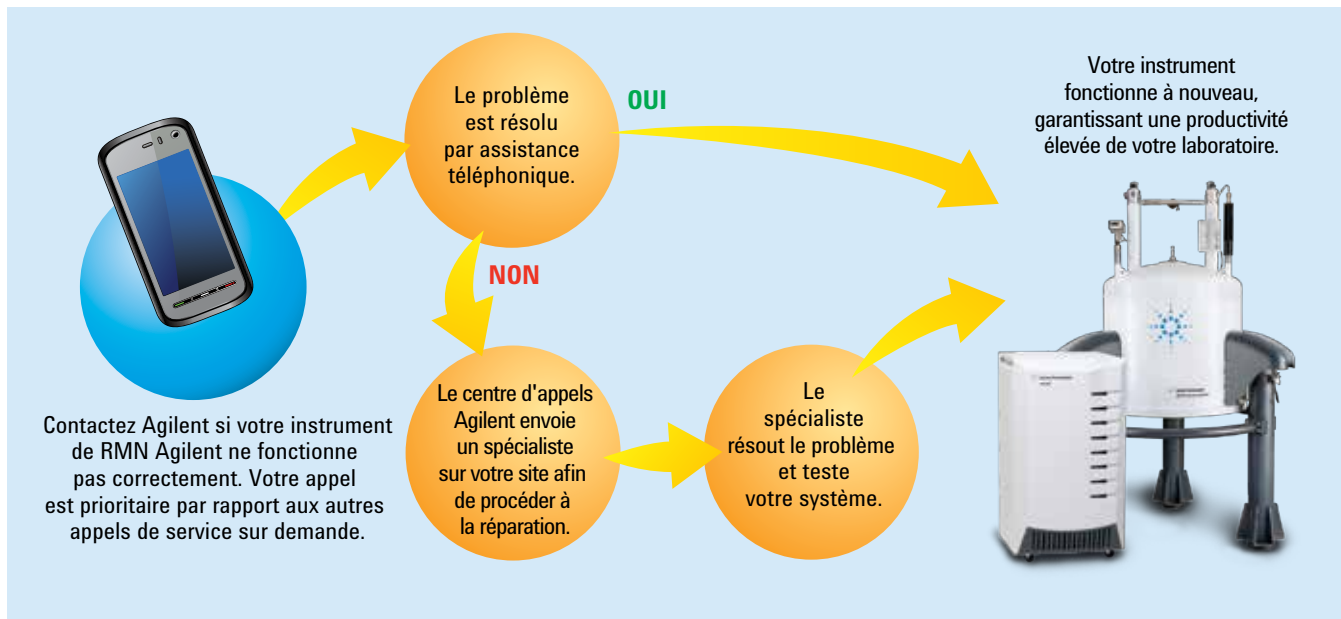 Contactez Agilent si votre instrument
de RMN Agilent ne fonctionne
pas correctement. Votre appel
est prioritaire par rapport aux autres
appels de service sur demande.
Le problème
est résolu
par assistance
téléphonique.
OUI
NON
Le centre d'appels
Agilent envoie
un spécialiste
sur votre site afin
de procéder à
la réparation.
Le
spécialiste
résout le problème
et teste
votre système.
Votre instrument
fonctionne à nouveau,
garantissant une productivité
élevée de votre laboratoire.